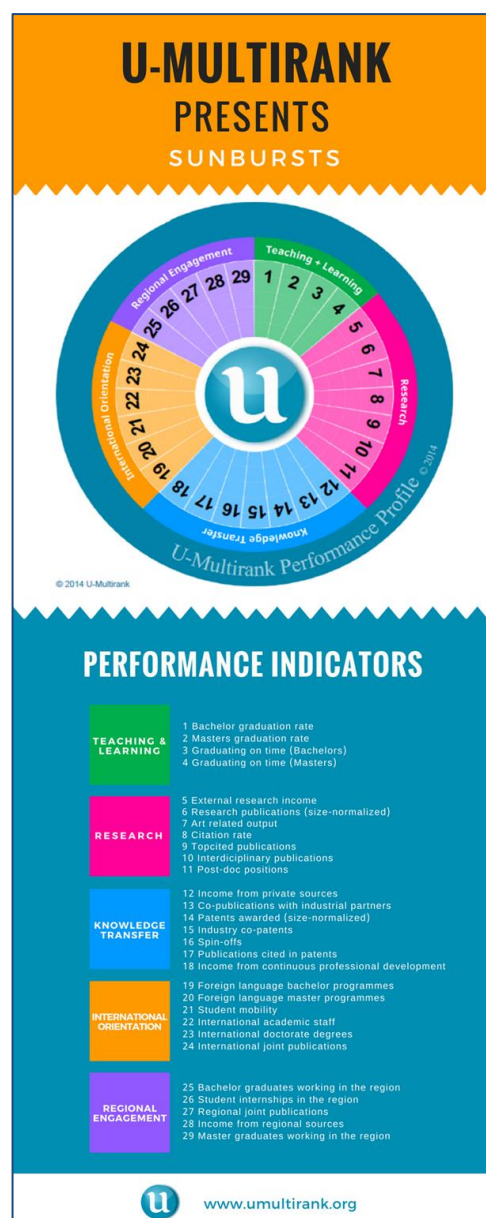 U-MULTIRANK
PRESENTS
SUNBURSTS
Regional Engagement
Teaching + Learning
Research
Knowledge Transfer
International Orientation
1
2
3
4
5
6
7
8
9
10
11
12
13
14
15
16
17
18
19
20
21
22
23
24
25
26
27
28
29
u
U-Multirank Performance Profile © 2014
© 2014 U-Multirank
PERFORMANCE INDICATORS
TEACHING &
LEARNING
1 Bachelor graduation rate
2 Masters graduation rate
3 Graduating on time (Bachelors)
4 Graduating on time (Masters)
RESEARCH
5 External research income
6 Research publications (size-normalized)
7 Art related output
8 Citation rate
9 Topcited publications
10 Interdiciplinary publications
11 Post-doc positions
KNOWLEDGE
TRANSFER
12 Income from private sources
13 Co-publications with industrial partners
14 Patents awarded (size-normalized)
15 Industry co-patents
16 Spin-offs
17 Publications cited in patents
18 Income from continuous professional development
INTERNATIONAL
ORIENTATION
19 Foreign language bachelor programmes
20 Foreign language master programmes
21 Student mobility
22 International academic staff
23 International doctorate degrees
24 International joint publications
REGIONAL
ENGAGEMENT
25 Bachelor graduates working in the region
26 Student internships in the region
27 Regional joint publications
28 Income from regional sources
29 Master graduates working in the region
u
www.umultirank.org